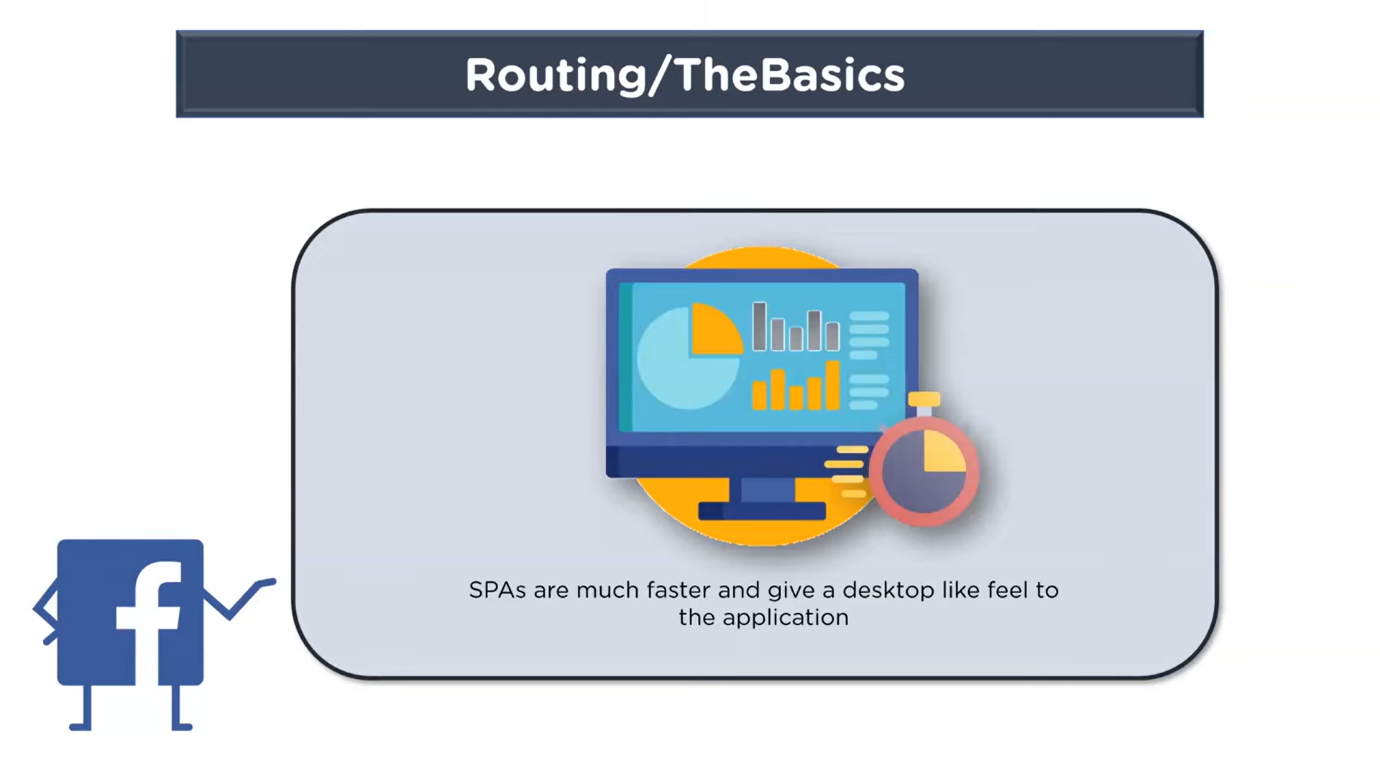 Routing/TheBasics
SPAs are much faster and give a desktop like feel to
the application
f